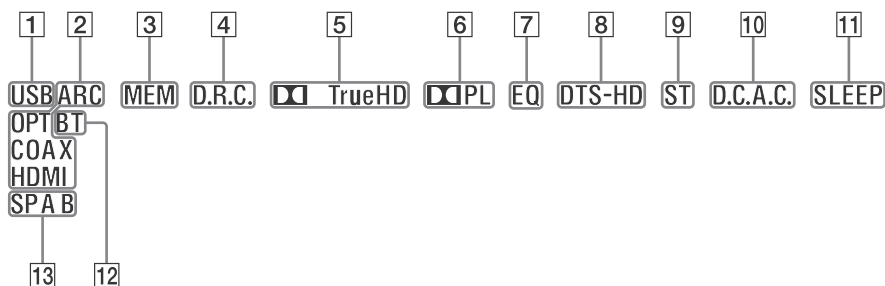 1 2 3 4 5 6 7 8 9 10 11
USB ARC MEM D.R.C. TrueHD PL EQ DTS-HD ST D.C.A.C. SLEEP
OPT BT
COAX
HDMI
SP A B
13 12